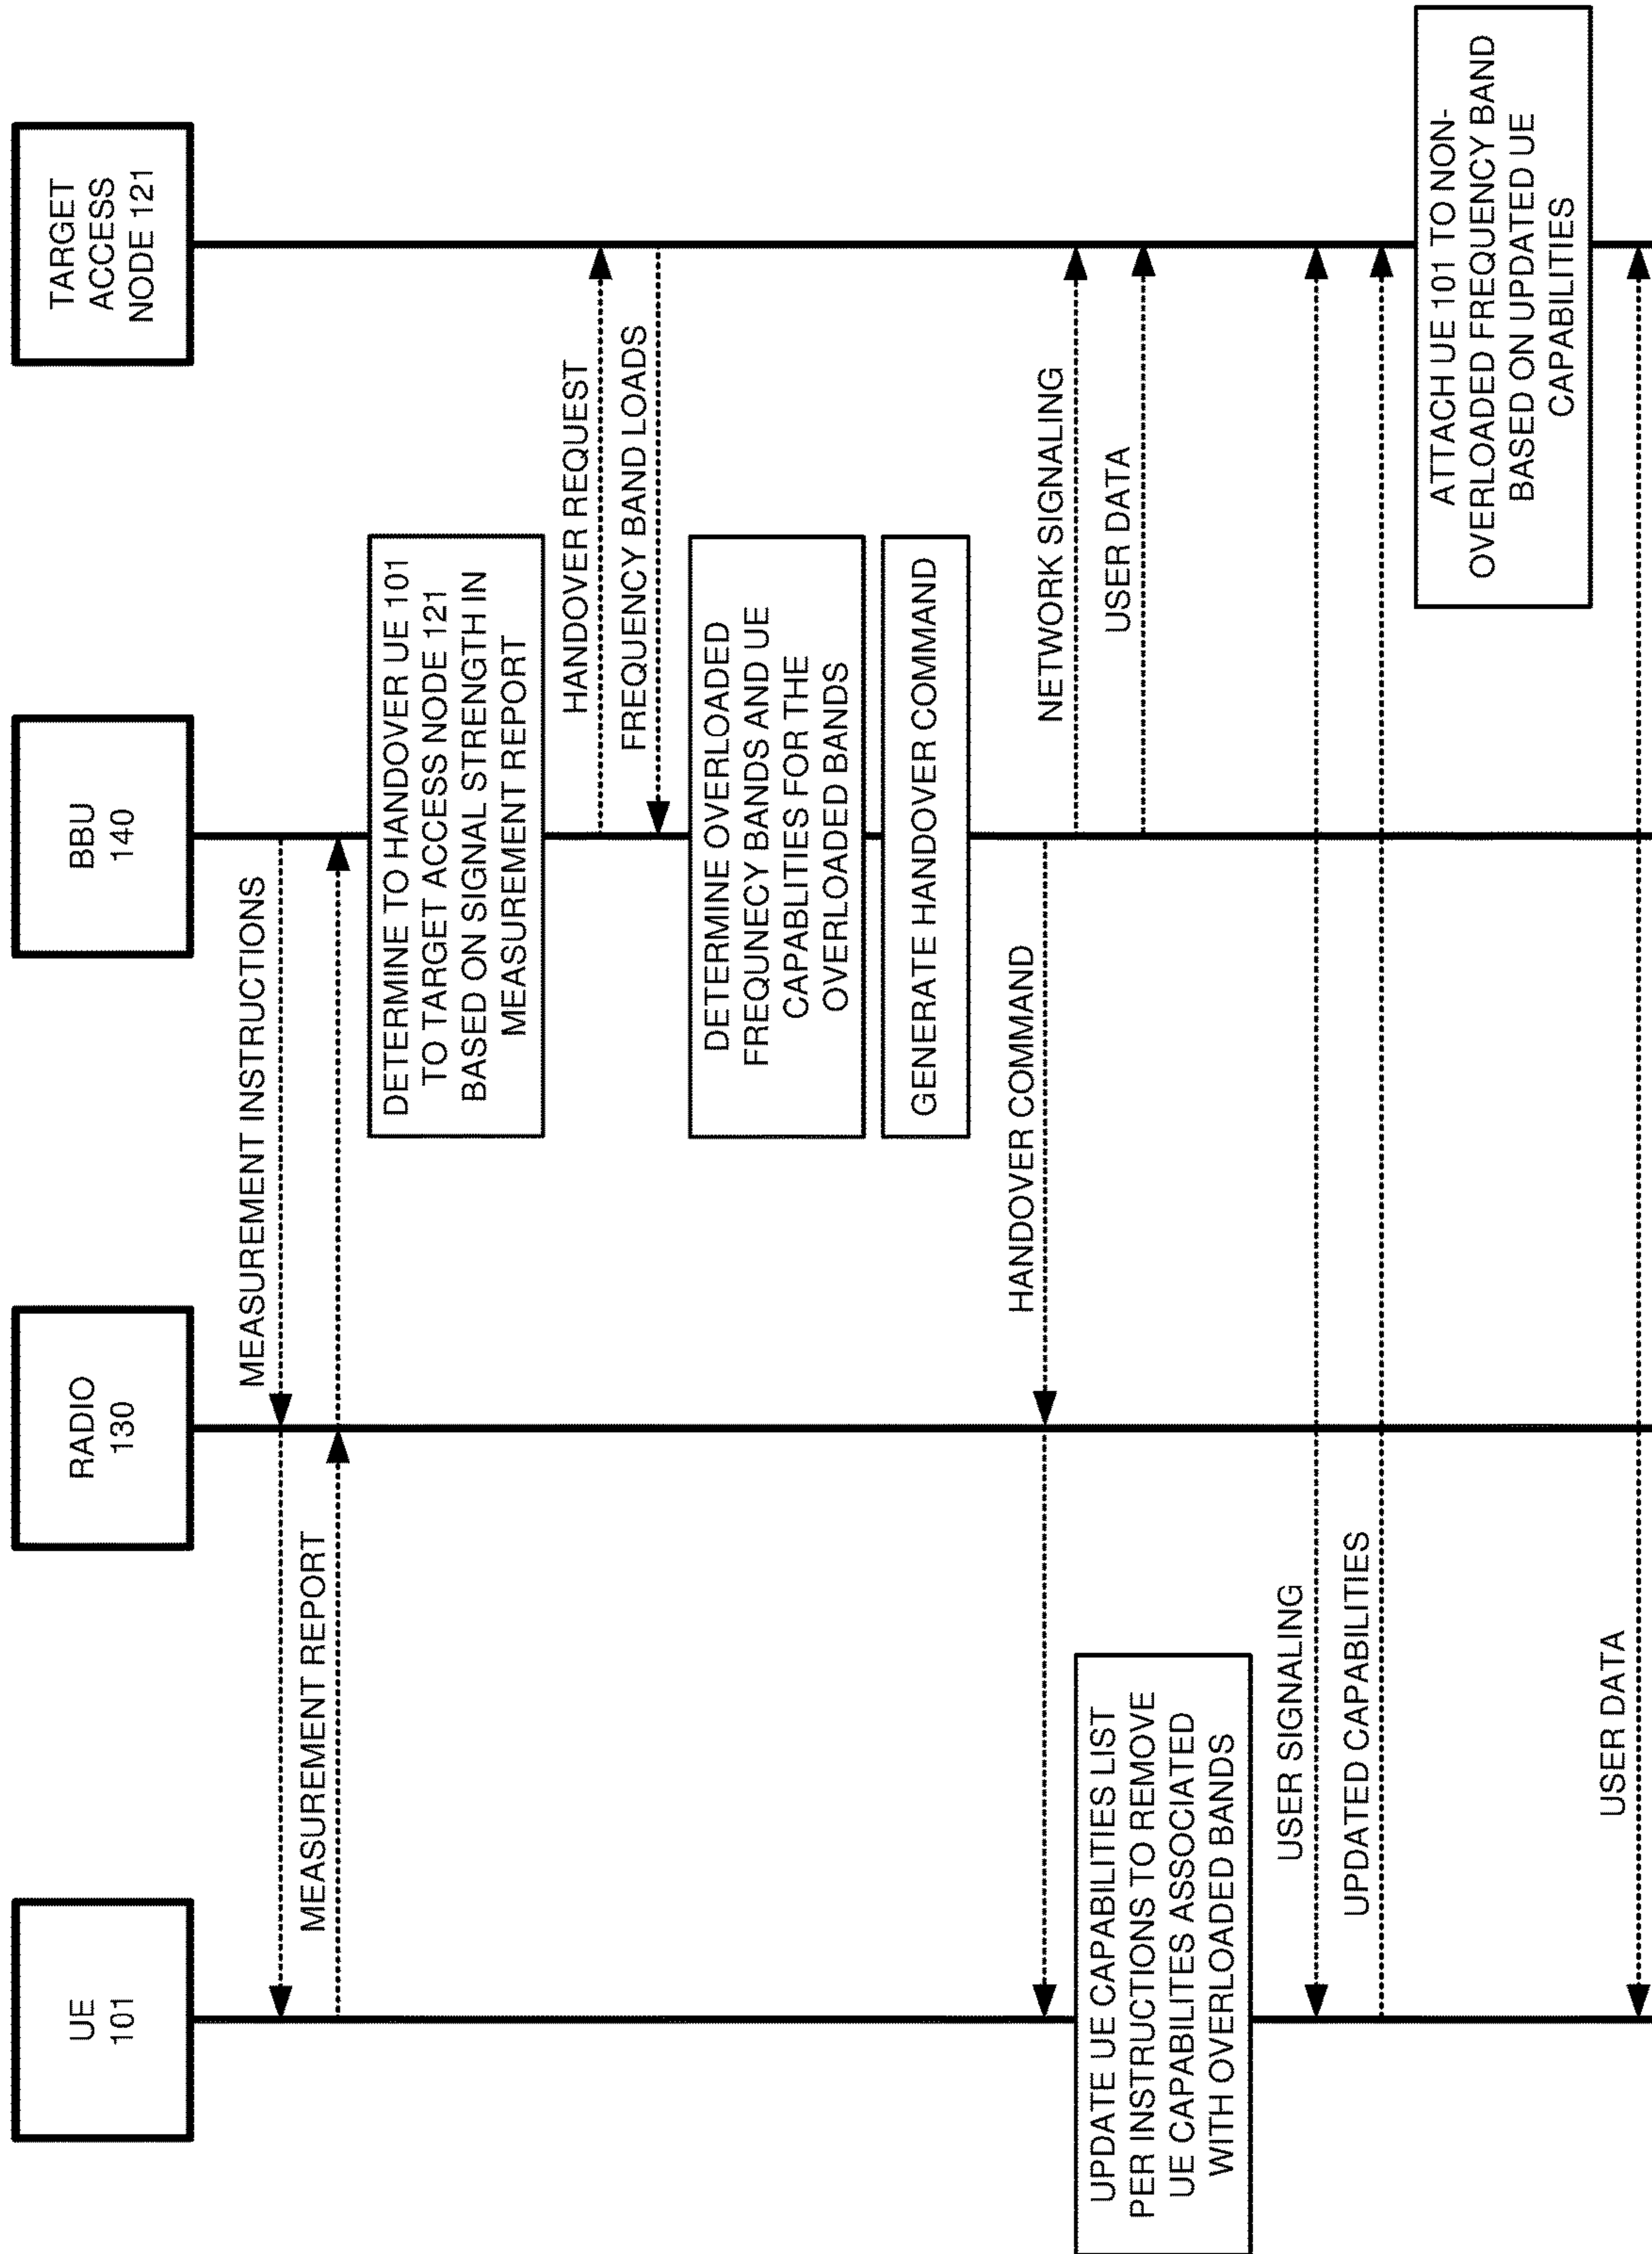 UE
101
RADIO
130
BBU
140
TARGET
ACCESS
NODE 121
MEASUREMENT INSTRUCTIONS
MEASUREMENT REPORT
DETERMINE TO HANDOVER UE 101
TO TARGET ACCESS NODE 121
BASED ON SIGNAL STRENGTH IN
MEASUREMENT REPORT
HANDOVER REQUEST
FREQUENCY BAND LOADS
DETERMINE OVERLOADED
FREQUNECY BANDS AND UE
CAPABLITIES FOR THE
OVERLOADED BANDS
GENERATE HANDOVER COMMAND
HANDOVER COMMAND
NETWORK SIGNALING
UPDATE UE CAPABILITIES LIST
PER INSTRUCTIONS TO REMOVE
UE CAPABILITES ASSOCIATED
WITH OVERLOADED BANDS
USER DATA
USER SIGNALING
UPDATED CAPABILITIES
ATTACH UE 101 TO NON-
OVERLOADED FREQUENCY BAND
BASED ON UPDATED UE
CAPABILITIES
USER DATA